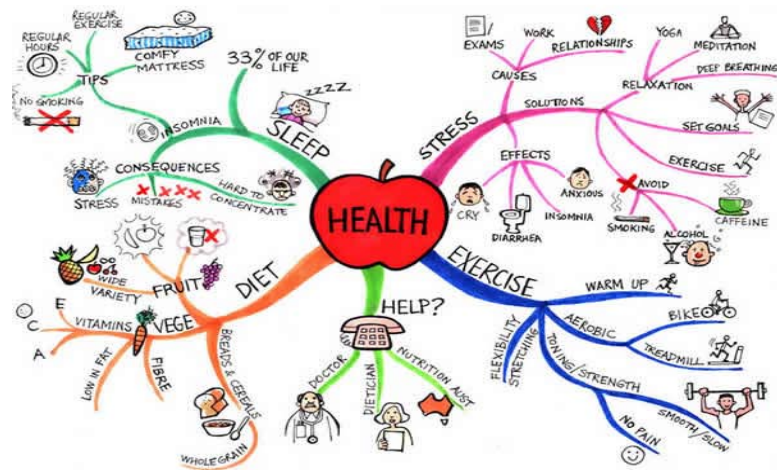 HEALTH
SLEEP
33% OF OUR
LIFE
ZZZZ
INSOMNIA
TIPS
REGULAR
HOURS
REGULAR
EXERCISE
COMFY
MATTRESS
NO SMOKING
CONSEQUENCES
STRESS
MISTAKES
HARD TO
CONCENTRATE
STRESS
CAUSES
EXAMS
WORK
RELATIONSHIPS
SOLUTIONS
RELAXATION
YOGA
MEDITATION
DEEP BREATHING
SET GOALS
EXERCISE
AVOID
SMOKING
ALCOHOL
CAFFEINE
EFFECTS
CRY
DIARRHEA
INSOMNIA
ANXIOUS
EXERCISE
WARM UP
AEROBIC
BIKE
TREADMILL
TONING/STRENGTH
SMOOTH/SLOW
NO PAIN
FLEXIBILITY
STRETCHING
HELP?
DOCTOR
DIETICIAN
NUTRITION AUST.
DIET
FRUIT
WIDE
VARIETY
VEGE
VITAMINS
E
C
A
LOW IN FAT
FIBRE
BREADS & CEREALS
WHOLEGRAIN